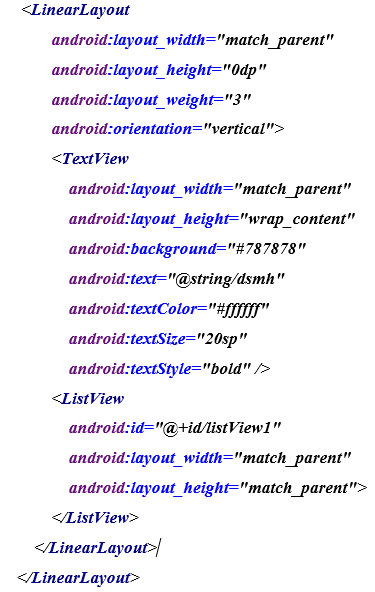 <LinearLayout
android:layout_width="match_parent"
android:layout_height="0dp"
android:layout_weight="3"
android:orientation="vertical">
<TextView
android:layout_width="match_parent"
android:layout_height="wrap_content"
android:background="#787878"
android:text="@string/dsmh"
android:textColor="#ffffff"
android:textSize="20sp"
android:textStyle="bold" />
<ListView
android:id="@+id/listView1"
android:layout_width="match_parent"
android:layout_height="match_parent">
</ListView>
</LinearLayout>
</LinearLayout>